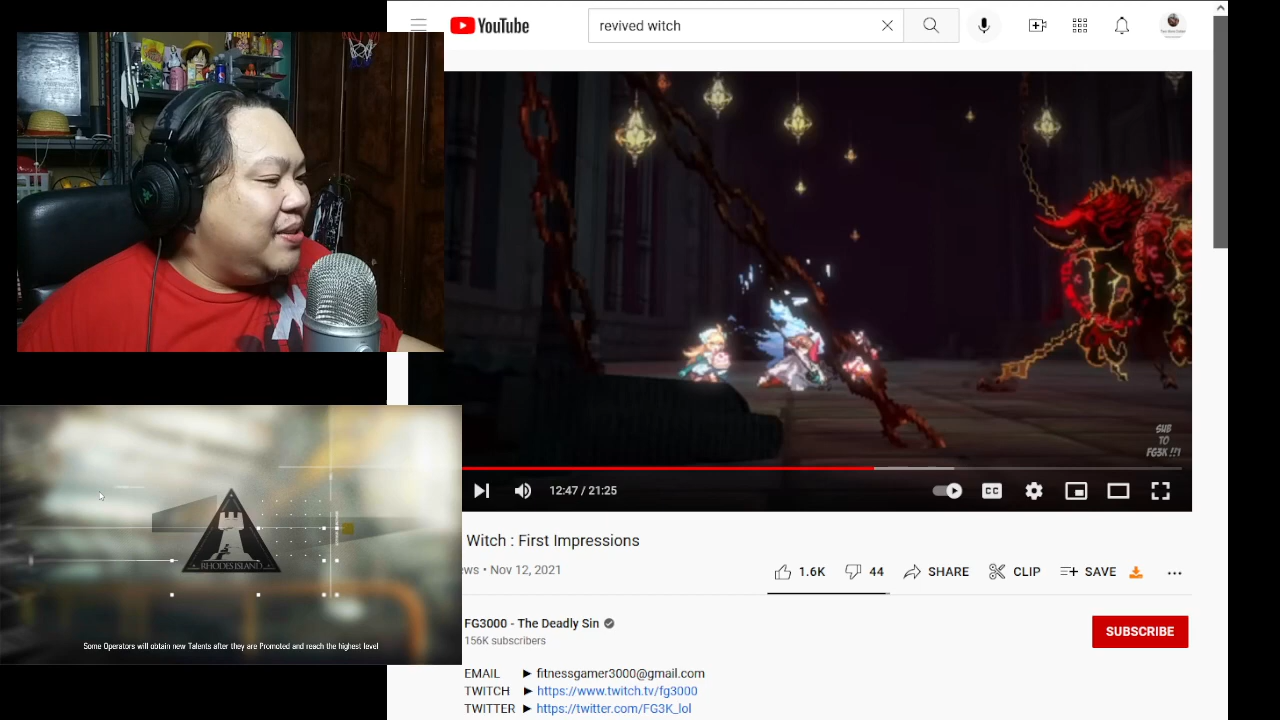 YouTube
revived witch
SUB
TO
FG3K !!!
12:47 / 21:25
CC
Witch : First Impressions
ews • Nov 12, 2021
1.6K
44
SHARE
CLIP
SAVE
FG3000 - The Deadly Sin
156K subscribers
SUBSCRIBE
EMAIL ► fitnessgamer3000@gmail.com
TWITCH ► https://www.twitch.tv/fg3000
TWITTER ► https://twitter.com/FG3K_lol
RHODES ISLAND
Some Operators will obtain new Talents after they are Promoted and reach the highest level